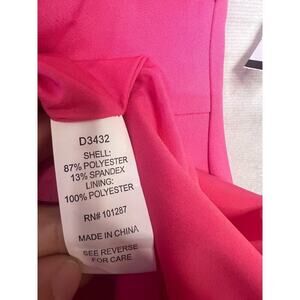 D3432
SHELL:
87% POLYESTER
13% SPANDEX
LINING:
100% POLYESTER
RN# 101287
MADE IN CHINA
SEE REVERSE
FOR CARE